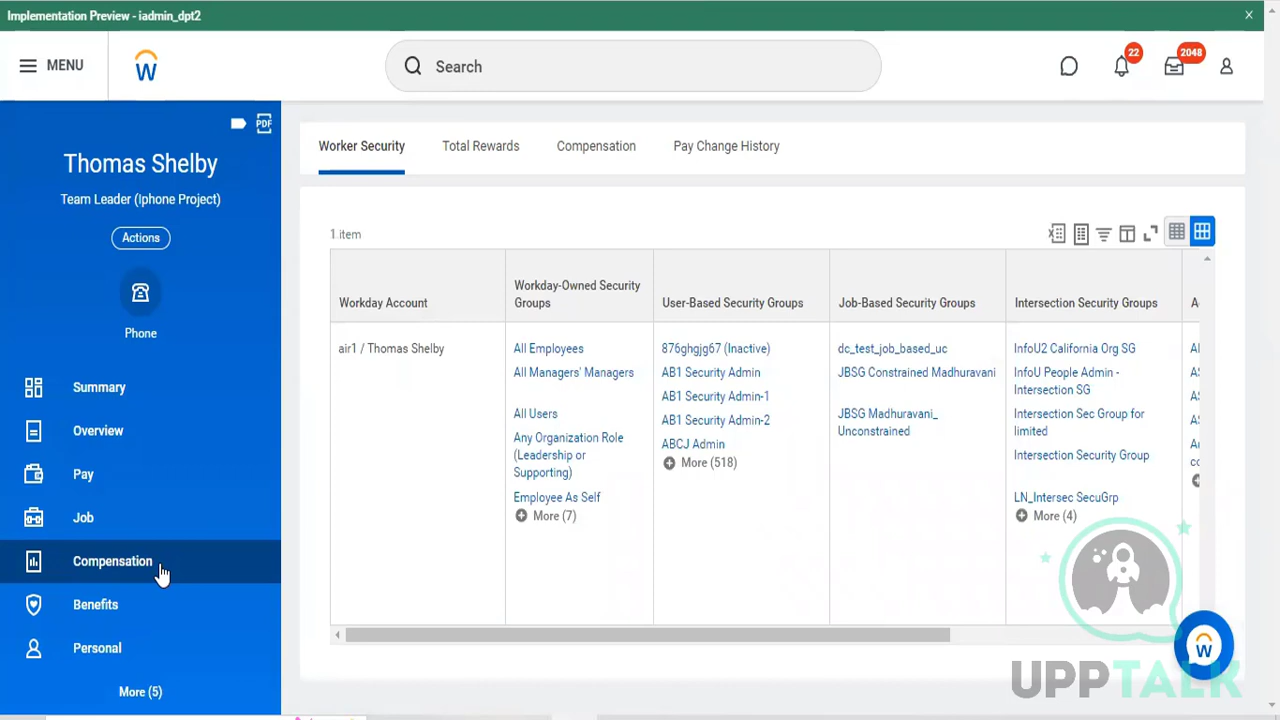 Implementation Preview - iadmin_dpt2
MENU
Search
22
2048
PDF
Thomas Shelby
Team Leader (Iphone Project)
Actions
Phone
Summary
Overview
Pay
Job
Compensation
Benefits
Personal
More (5)
Worker Security
Total Rewards
Compensation
Pay Change History
1 item
Workday Account
Workday-Owned Security
Groups
User-Based Security Groups
Job-Based Security Groups
Intersection Security Groups
A
air1 / Thomas Shelby
All Employees
All Managers' Managers
All Users
Any Organization Role
(Leadership or
Supporting)
Employee As Self
More (7)
876ghgjg67 (Inactive)
AB1 Security Admin
AB1 Security Admin-1
AB1 Security Admin-2
ABCJ Admin
More (518)
dc_test_job_based_uc
JBSG Constrained Madhuravani
JBSG Madhuravani_
Unconstrained
InfoU2 California Org SG
InfoU People Admin -
Intersection SG
Intersection Sec Group for
limited
Intersection Security Group
LN_Intersec SecuGrp
More (4)
UPPTALK